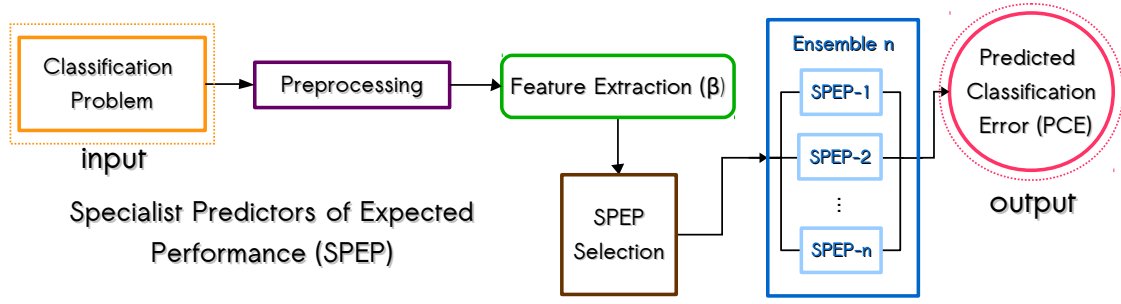 Classification
Problem
input
Preprocessing
Feature Extraction (β)
SPEP
Selection
Specialist Predictors of Expected
Performance (SPEP)
Ensemble n
SPEP-1
SPEP-2
...
SPEP-n
Predicted
Classification
Error (PCE)
output